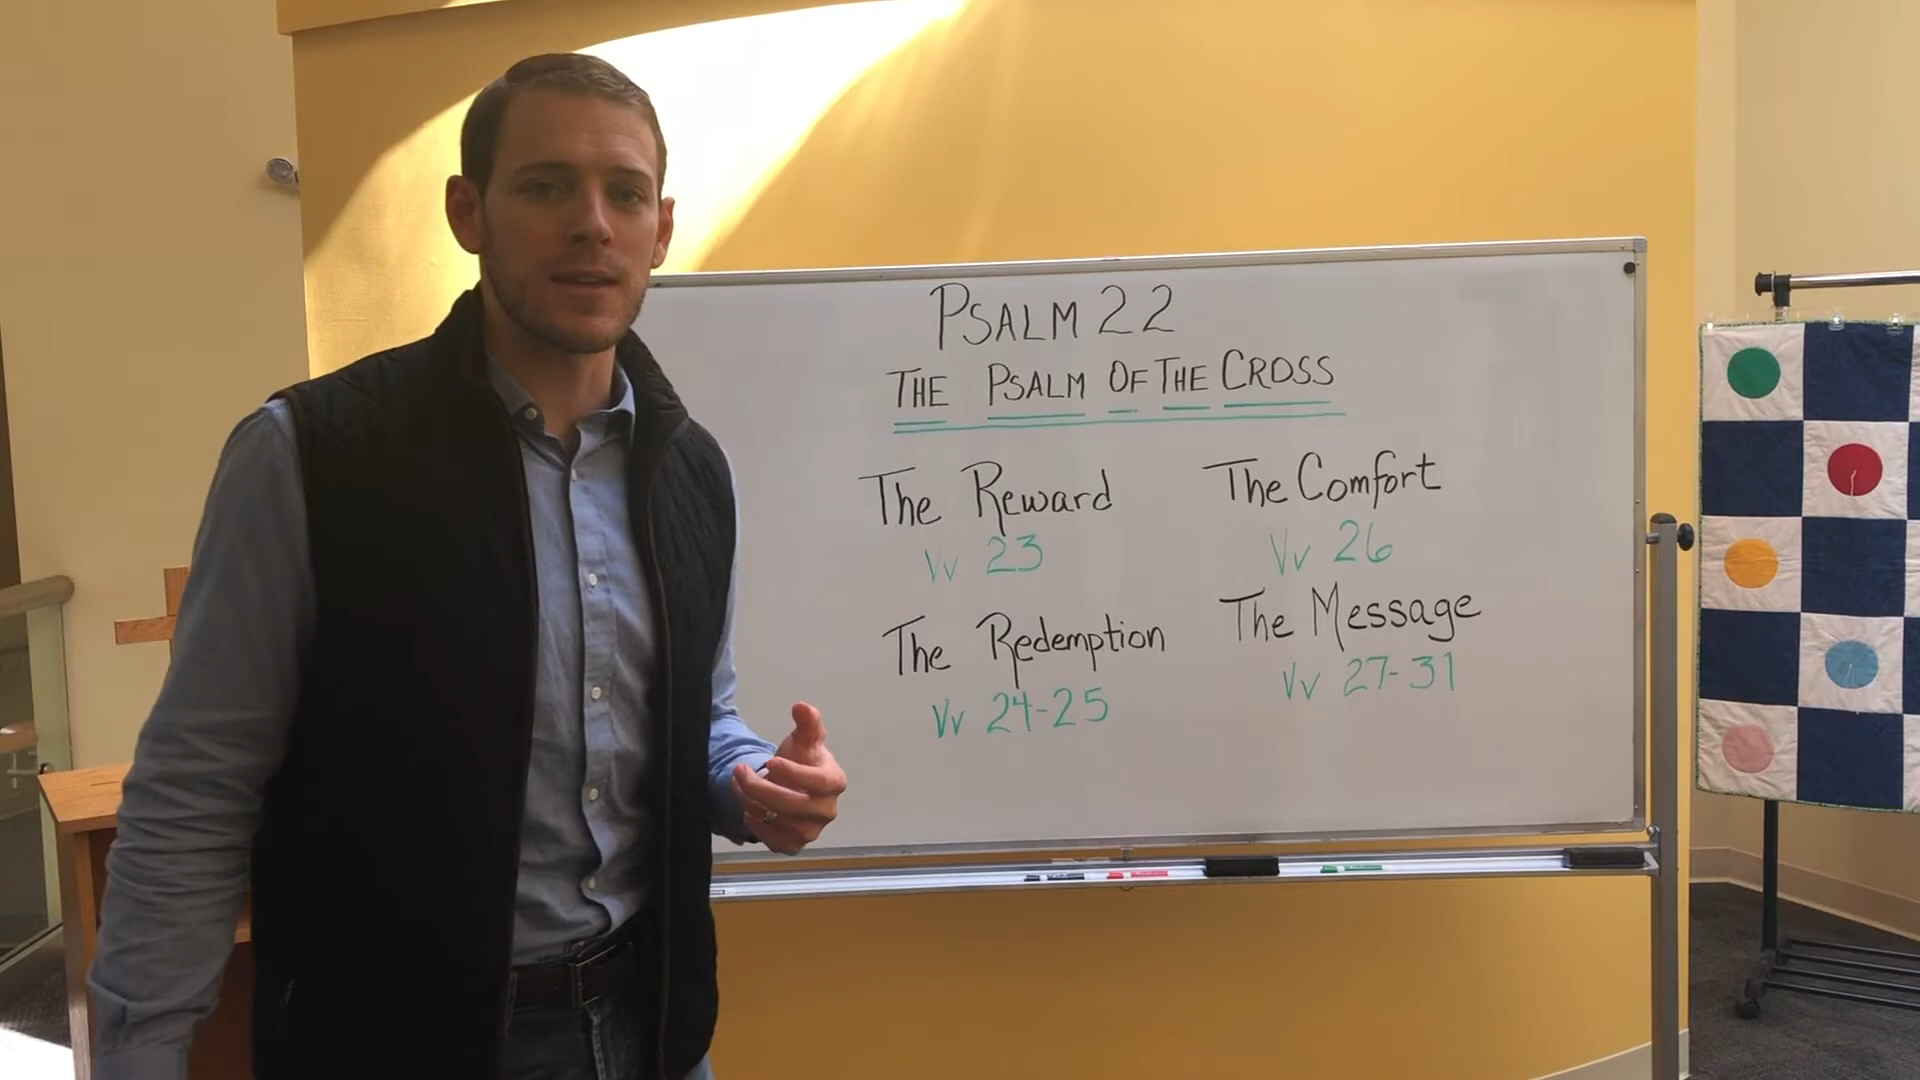 PSALM 22
THE PSALM OF THE CROSS
The Reward
Vv 23
The Redemption
Vv 24-25
The Comfort
Vv 26
The Message
Vv 27-31